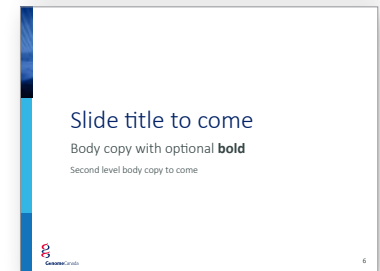 Slide title to come
Body copy with optional bold
Second level body copy to come
GenomeCanada
6